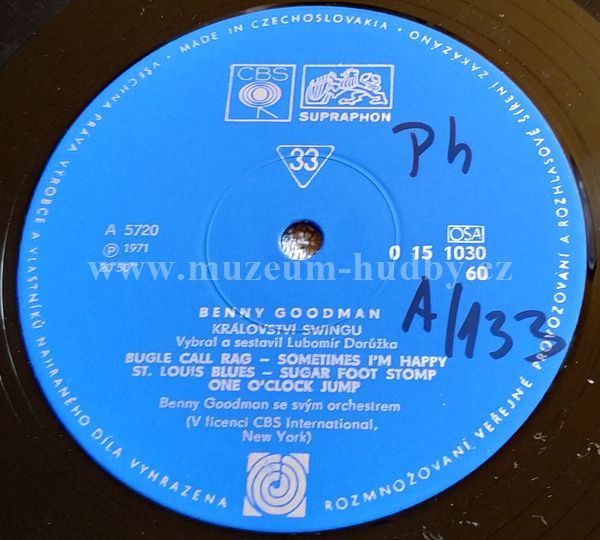 VŠECHNA PRÁVA VÝROBCE A VLASTNÍKŮ NAHRANÉHO DÍLA VYHRAZENA
MADE IN CZECHOSLOVAKIA
ROZMNOŽOVÁNÍ VEŘEJNÉ PROVOZOVÁNÍ A ROZHLASOVÉ ŠÍŘENÍ ZAKÁZÁNO
CBS
SUPRAPHON
33
Ph
A 5720
℗ 1971
OSA
0 15 1030
60
www.muzeum-hudby.cz
A/133
BENNY GOODMAN
KRÁLOVSTVÍ SWINGU
Vybral a sestavil Lubomír Dorůžka
BUGLE CALL RAG – SOMETIMES I'M HAPPY
ST. LOUIS BLUES – SUGAR FOOT STOMP
ONE O'CLOCK JUMP
Benny Goodman se svým orchestrem
(V licenci CBS International,
New York)